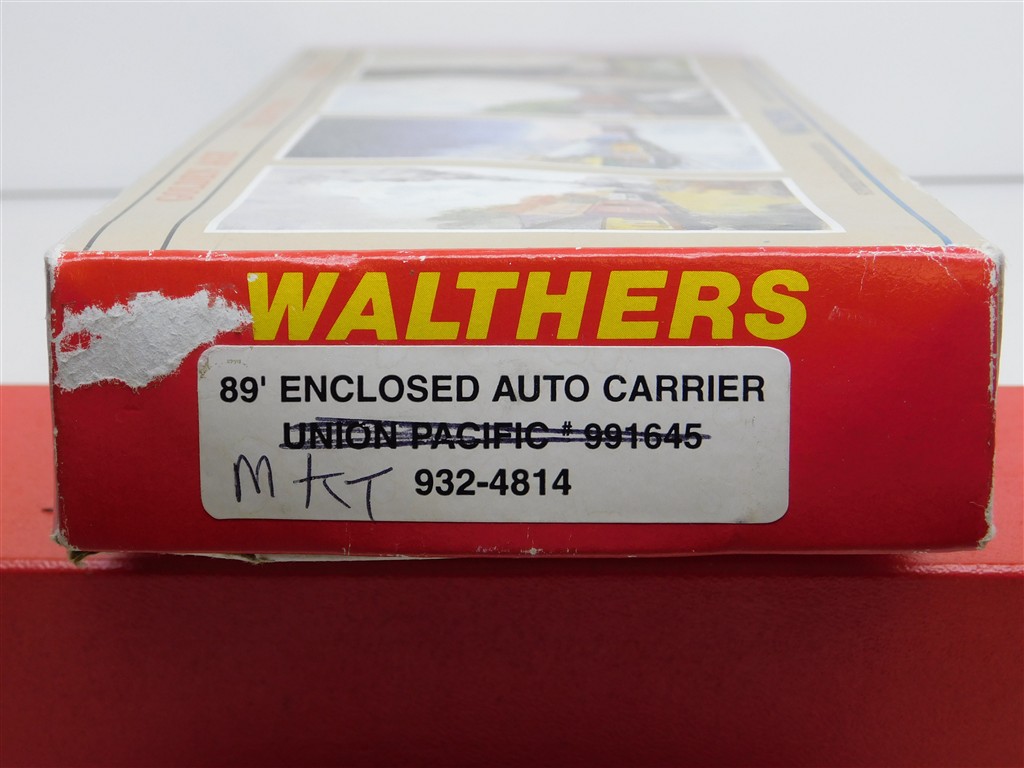 WALTHERS
89' ENCLOSED AUTO CARRIER
UNION PACIFIC # 991645
MKT 932-4814